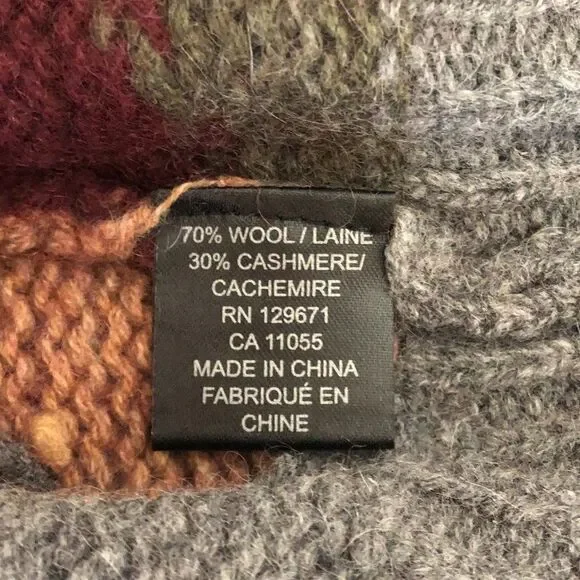 70% WOOL / LAINE
30% CASHMERE/
CACHEMIRE
RN 129671
CA 11055
MADE IN CHINA
FABRIQUÉ EN
CHINE